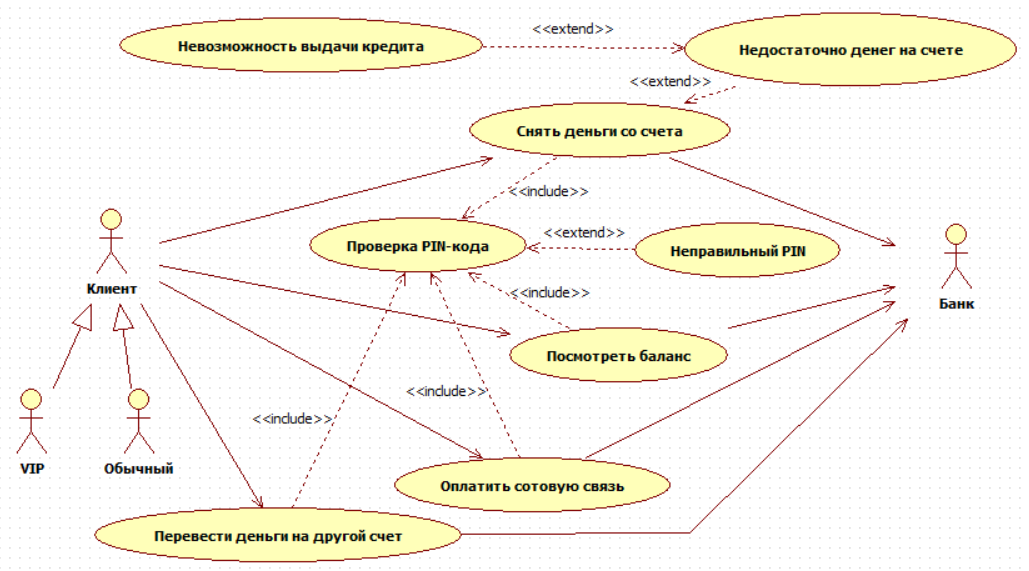 <<extend>>
Невозможность выдачи кредита
Недостаточно денег на счете
<<extend>>
Снять деньги со счета
<<include>>
<<extend>>
Проверка PIN-кода
Неправильный PIN
Клиент
<<include>>
Банк
Посмотреть баланс
<<include>>
<<include>>
VIP
Обычный
Оплатить сотовую связь
Перевести деньги на другой счет